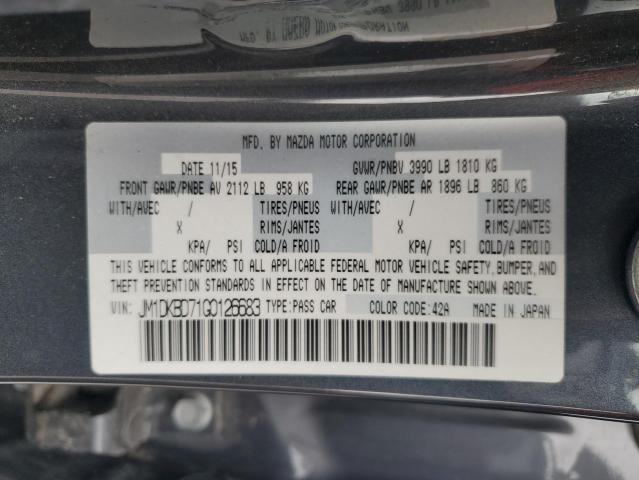 MFD. BY MAZDA MOTOR CORPORATION
DATE 11/15 GVWR/PNBV 3990 LB 1810 KG
FRONT GAWR/PNBE AV 2112 LB 958 KG REAR GAWR/PNBE AR 1896 LB 860 KG
WITH/AVEC / TIRES/PNEUS WITH/AVEC / TIRES/PNEUS
X RIMS/JANTES X RIMS/JANTES
KPA/ PSI COLD/A FROID KPA/ PSI COLD/A FROID
THIS VEHICLE CONFORMS TO ALL APPLICABLE FEDERAL MOTOR VEHICLE SAFETY, BUMPER, AND
THEFT PREVENTION STANDARDS IN EFFECT ON THE DATE OF MANUFACTURE SHOWN ABOVE.
VIN: JM1DKBD71G0126683 TYPE: PASS CAR COLOR CODE: 42A MADE IN JAPAN